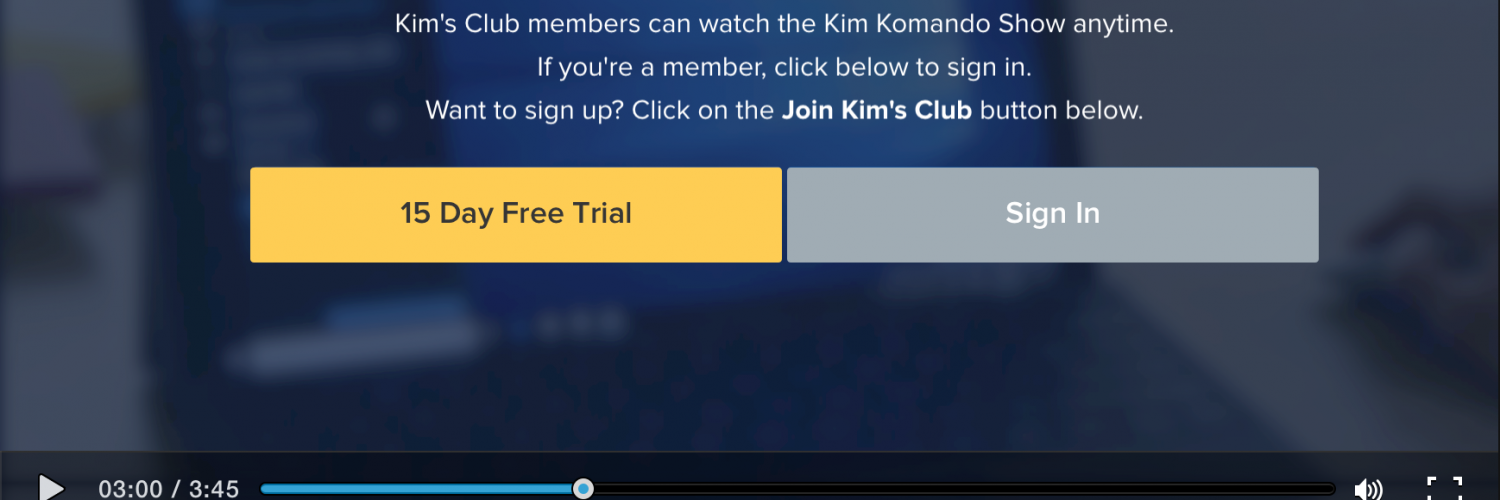 Kim's Club members can watch the Kim Komando Show anytime.
If you're a member, click below to sign in.
Want to sign up? Click on the Join Kim's Club button below.
15 Day Free Trial
Sign In
03:00 / 3:45